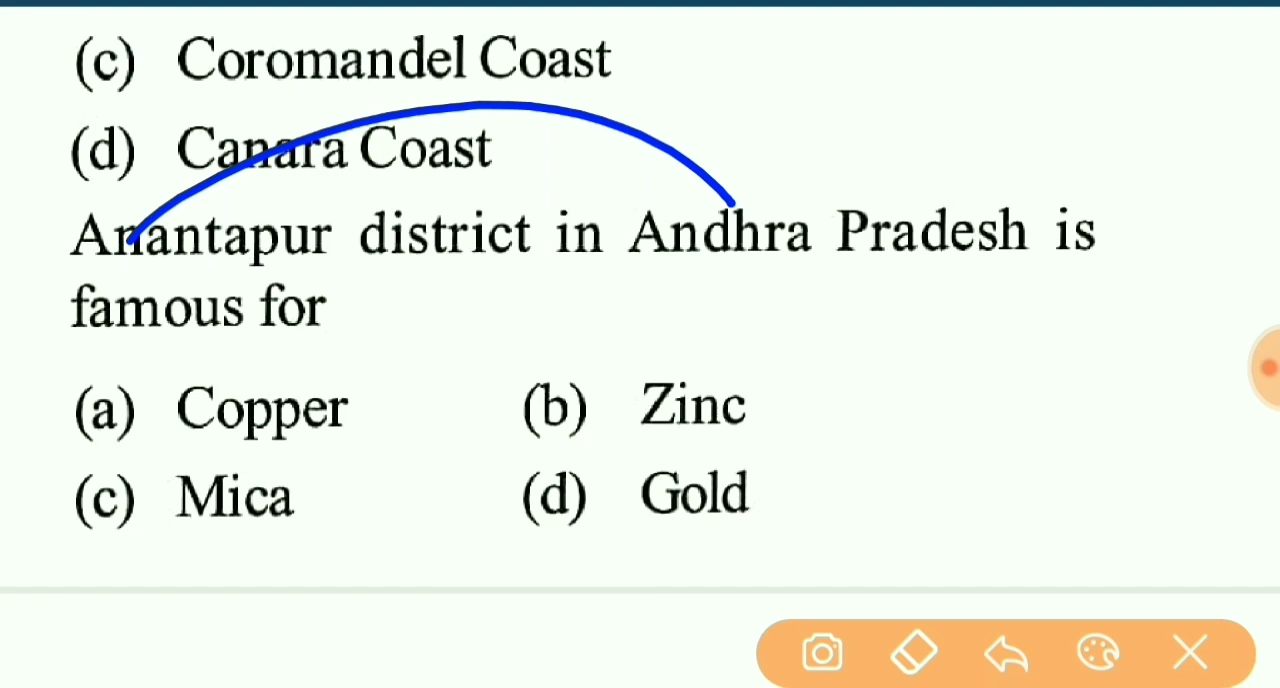 (c) Coromandel Coast
(d) Canara Coast
Anantapur district in Andhra Pradesh is
famous for
(a) Copper (b) Zinc
(c) Mica (d) Gold